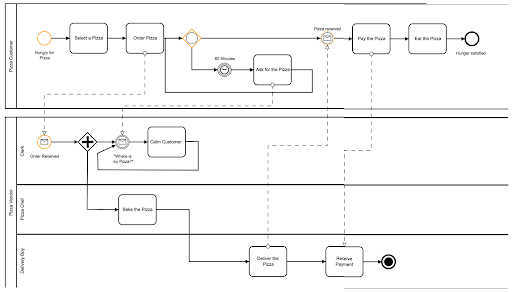 Pizza Customer
Hungry for
Pizza
Select a Pizza
Order Pizza
60 Minutes
Ask for the Pizza
Pizza received
Pay the Pizza
Eat the Pizza
Hunger satisfied
Pizza Vendor
Clerk
Order Received
"Where is
my Pizza?"
Calm Customer
Pizza Chef
Bake the Pizza
Delivery Boy
Deliver the
Pizza
Receive
Payment